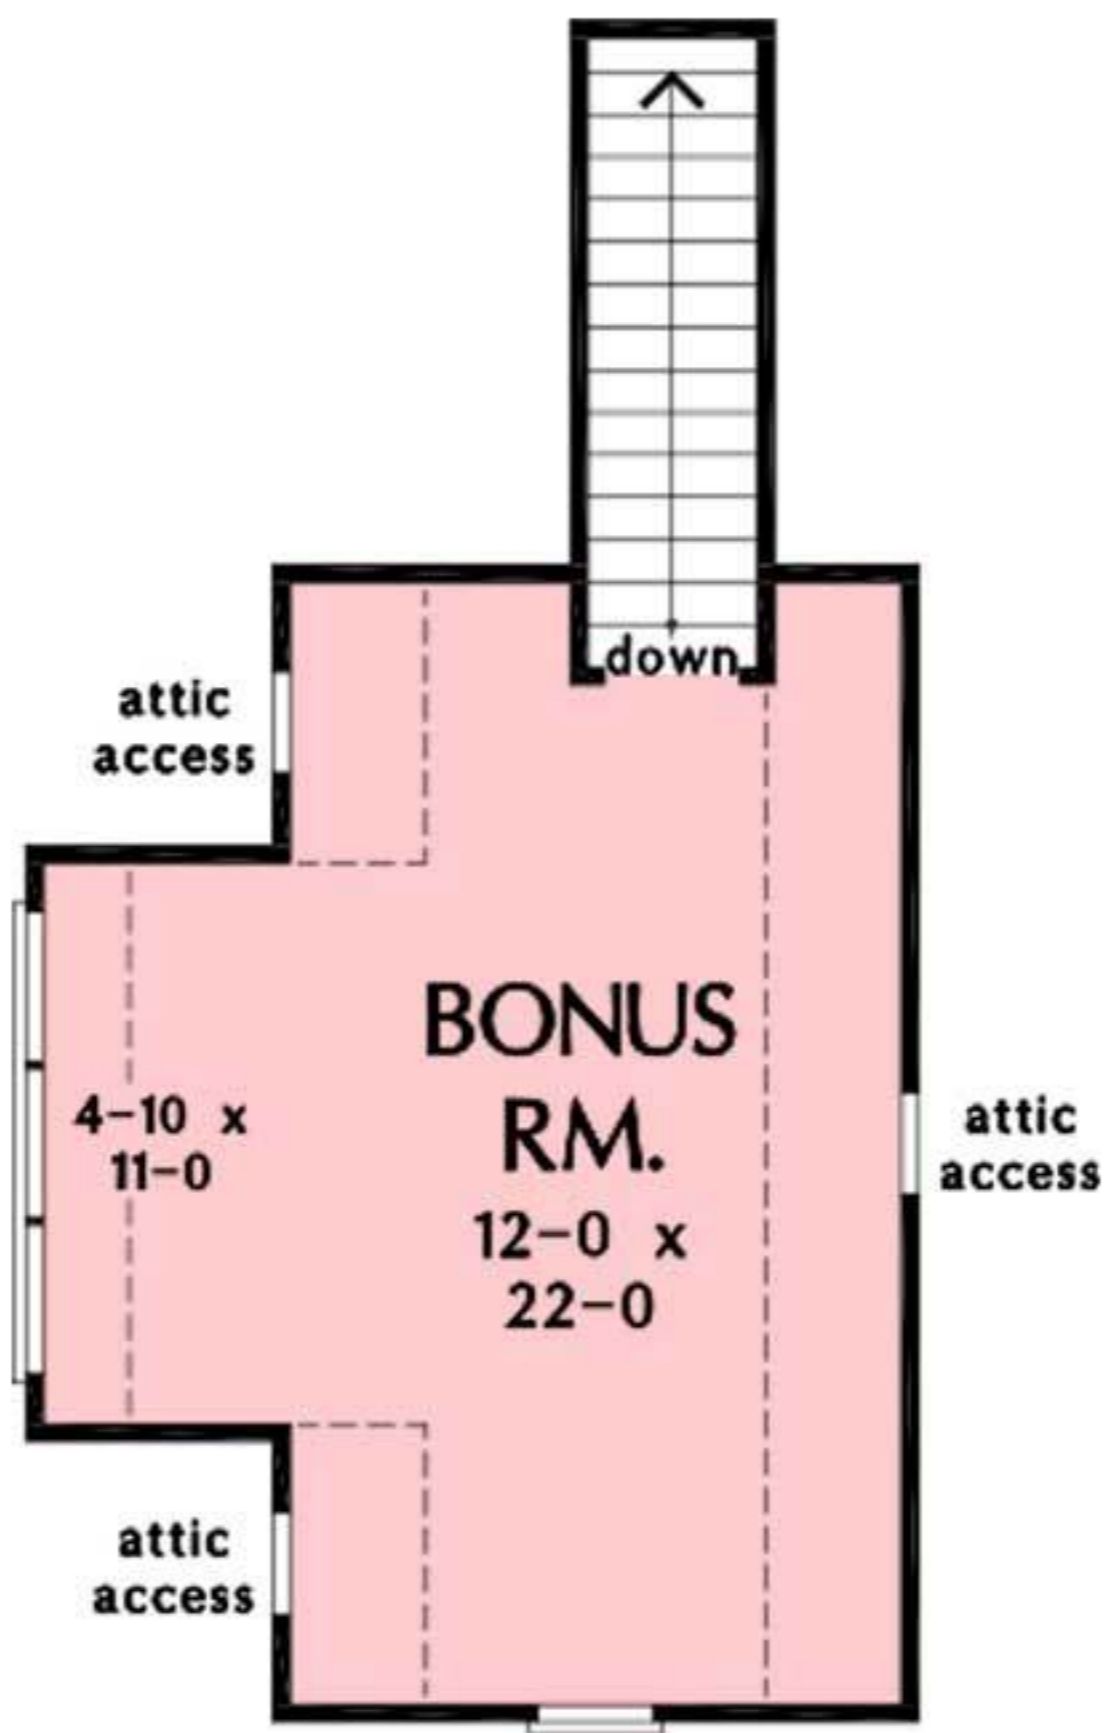 down
attic
access
BONUS
RM.
12-0 x
22-0
4-10 x
11-0
attic
access
attic
access